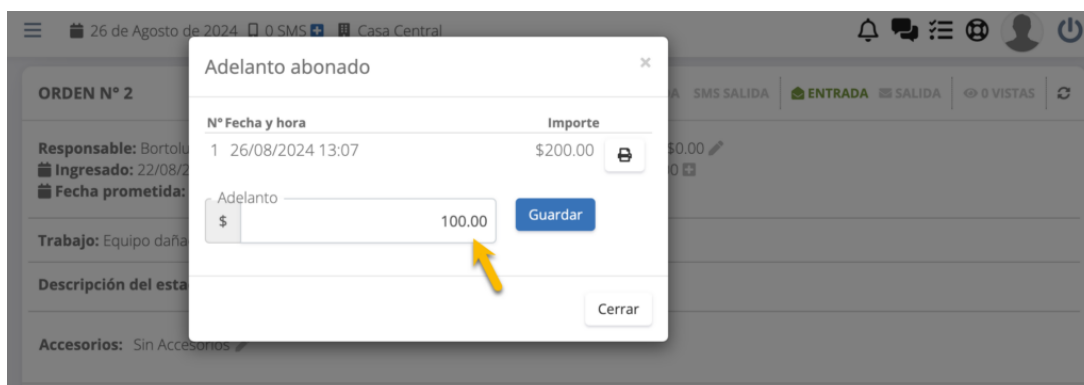 26 de Agosto de 2024 0 SMS Casa Central
Adelanto abonado ×
ORDEN Nº 2 SMS SALIDA ENTRADA SALIDA 0 VISTAS
Nº Fecha y hora Importe
Responsable: $0.00
1 26/08/2024 13:07 $200.00
Ingresado: 22/08/2
Fecha prometida:
Adelanto
$ 100.00 Guardar
Trabajo: Equipo daña
Descripción del esta
Cerrar
Accesorios: Sin Accesorios